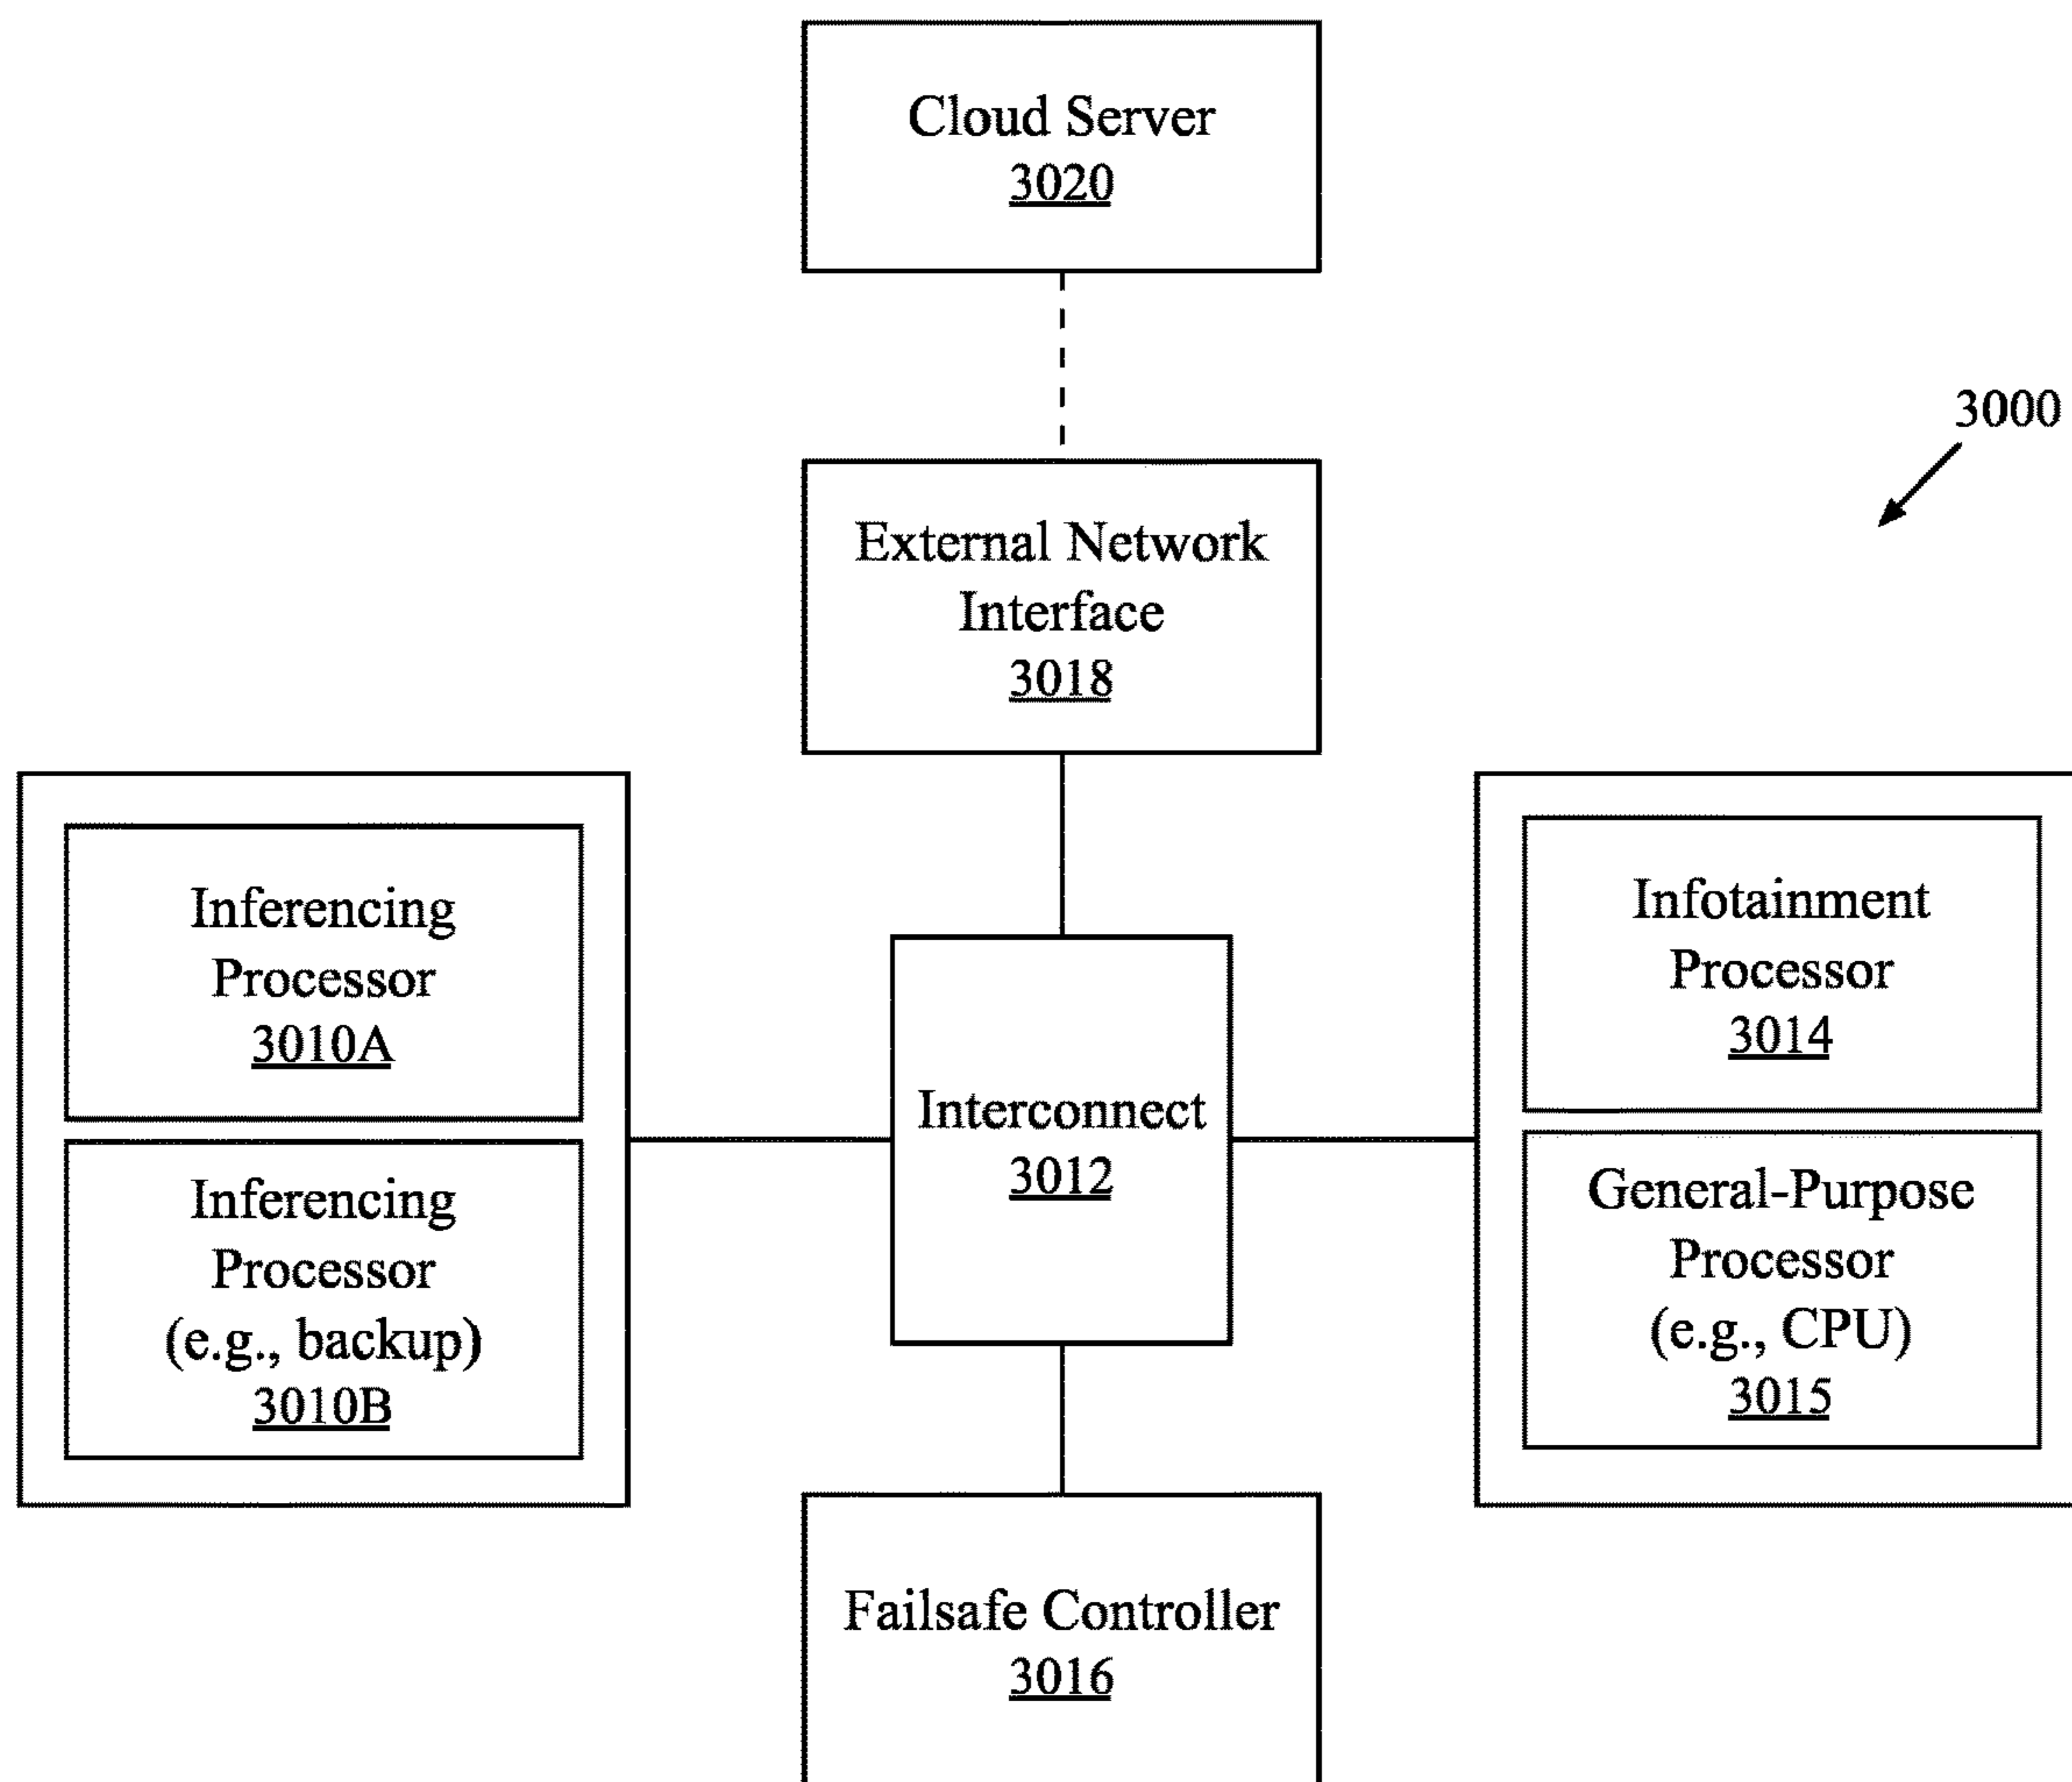 Cloud Server
3020
3000
External Network
Interface
3018
Inferencing
Processor
3010A
Inferencing
Processor
(e.g., backup)
3010B
Interconnect
3012
Infotainment
Processor
3014
General-Purpose
Processor
(e.g., CPU)
3015
Failsafe Controller
3016